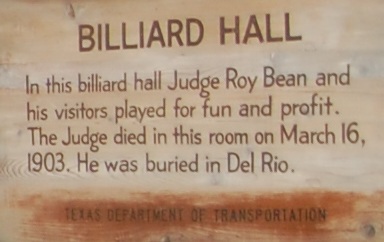 BILLIARD HALL
In this billiard hall Judge Roy Bean and
his visitors played for fun and profit.
The Judge died in this room on March 16,
1903. He was buried in Del Rio.
TEXAS DEPARTMENT OF TRANSPORTATION